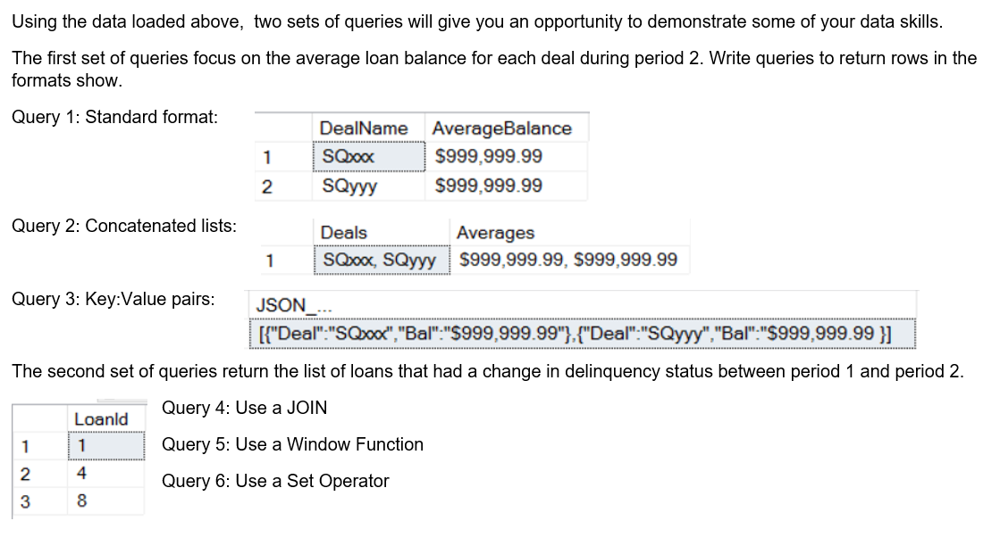 Using the data loaded above,  two sets of queries will give you an opportunity to demonstrate some of your data skills.
The first set of queries focus on the average loan balance for each deal during period 2. Write queries to return rows in the
formats show.
Query 1: Standard format:
DealName AverageBalance
1 SQxxx $999,999.99
2 SQyyy $999,999.99
Query 2: Concatenated lists:
Deals Averages
1 SQxxx, SQyyy $999,999.99, $999,999.99
Query 3: Key:Value pairs:
JSON_...
[{"Deal":"SQxxx","Bal":"$999,999.99"},{"Deal":"SQyyy","Bal":"$999,999.99 }]
The second set of queries return the list of loans that had a change in delinquency status between period 1 and period 2.
LoanId
1 1
2 4
3 8
Query 4: Use a JOIN
Query 5: Use a Window Function
Query 6: Use a Set Operator